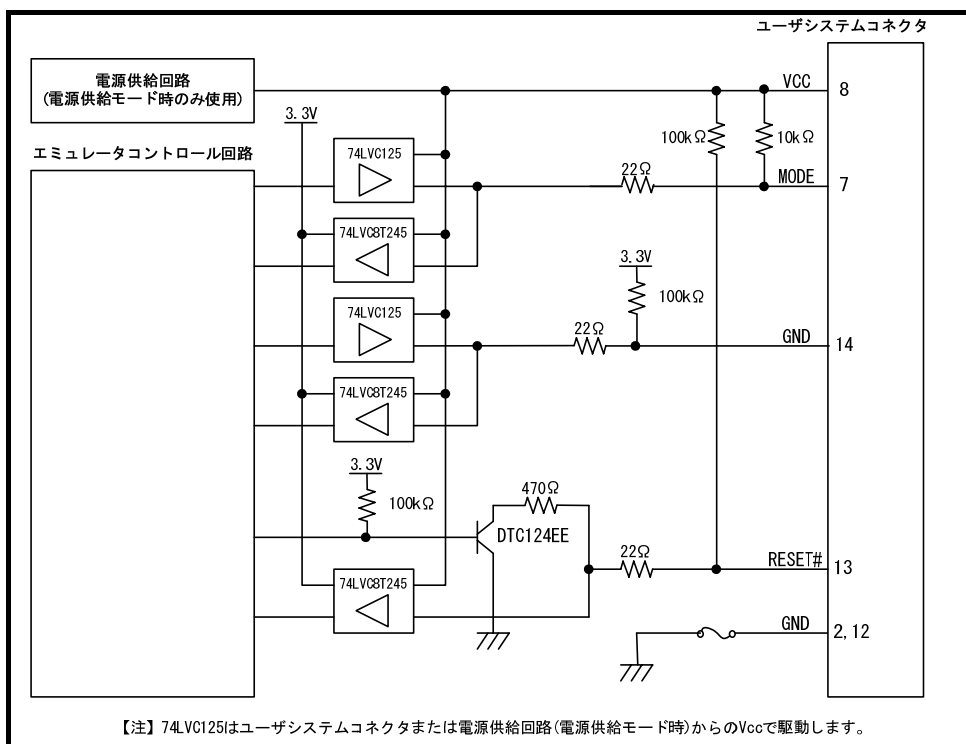 ユーザシステムコネクタ
電源供給回路
(電源供給モード時のみ使用)
VCC
8
3.3V
エミュレータコントロール回路
74LVC125
100kΩ
10kΩ
22Ω
MODE
7
74LVC8T245
3.3V
74LVC125
100kΩ
22Ω
GND
14
74LVC8T245
3.3V
100kΩ
470Ω
DTC124EE
22Ω
RESET#
13
74LVC8T245
GND
2,12
【注】74LVC125はユーザシステムコネクタまたは電源供給回路(電源供給モード時)からのVccで駆動します。